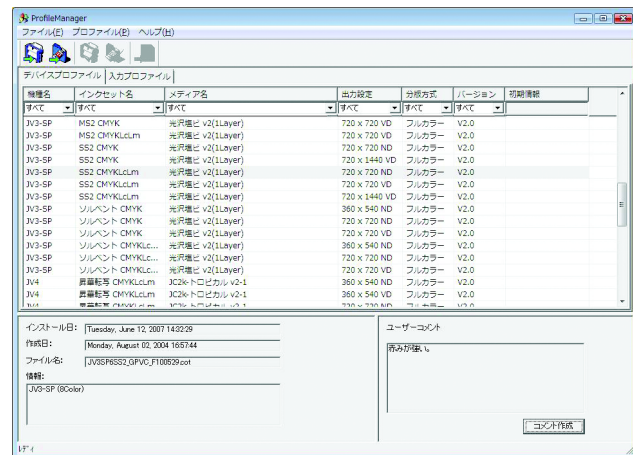 ProfileManager
ファイル(F) プロファイル(P) ヘルプ(H)
デバイスプロファイル 入力プロファイル
機種名 インクセット名 メディア名 出力設定 分版方式 バージョン 初期情報
すべて すべて すべて すべて すべて すべて
JV3-SP MS2 CMYK 光沢塩ビ v2(1Layer) 720 x 720 VD フルカラー V2.0
JV3-SP MS2 CMYKLcLm 光沢塩ビ v2(1Layer) 720 x 720 VD フルカラー V2.0
JV3-SP SS2 CMYK 光沢塩ビ v2(1Layer) 720 x 720 ND フルカラー V2.0
JV3-SP SS2 CMYK 光沢塩ビ v2(1Layer) 720 x 1440 VD フルカラー V2.0
JV3-SP SS2 CMYKLcLm 光沢塩ビ v2(1Layer) 720 x 720 ND フルカラー V2.0
JV3-SP SS2 CMYKLcLm 光沢塩ビ v2(1Layer) 720 x 720 VD フルカラー V2.0
JV3-SP SS2 CMYKLcLm 光沢塩ビ v2(1Layer) 720 x 1440 VD フルカラー V2.0
JV3-SP ソルベント CMYK 光沢塩ビ v2(1Layer) 360 x 540 ND フルカラー V2.0
JV3-SP ソルベント CMYK 光沢塩ビ v2(1Layer) 720 x 720 ND フルカラー V2.0
JV3-SP ソルベント CMYK 光沢塩ビ v2(1Layer) 720 x 720 VD フルカラー V2.0
JV3-SP ソルベント CMYKLc... 光沢塩ビ v2(1Layer) 360 x 540 ND フルカラー V2.0
JV3-SP ソルベント CMYKLc... 光沢塩ビ v2(1Layer) 720 x 720 ND フルカラー V2.0
JV3-SP ソルベント CMYKLc... 光沢塩ビ v2(1Layer) 720 x 720 VD フルカラー V2.0
JV4 昇華転写 CMYKLcLm JC2k-トロピカル v2-1 360 x 540 ND フルカラー V2.0
JV4 昇華転写 CMYKLcLm JC2k-トロピカル v2-1 360 x 540 VD フルカラー V2.0
JV4 昇華転写 CMYKLcLm JC2k-トロピカル v2-1 720 x 720 ND フルカラー V2.0
インストール日: Tuesday, June 12, 2007 14:32:29
作成日: Monday, August 02, 2004 16:57:44
ファイル名: JV3SP6SS2_GPVC_F100529.cot
情報:
JV3-SP (8Color)
ユーザーコメント
赤みが強い。
コメント作成
レディ